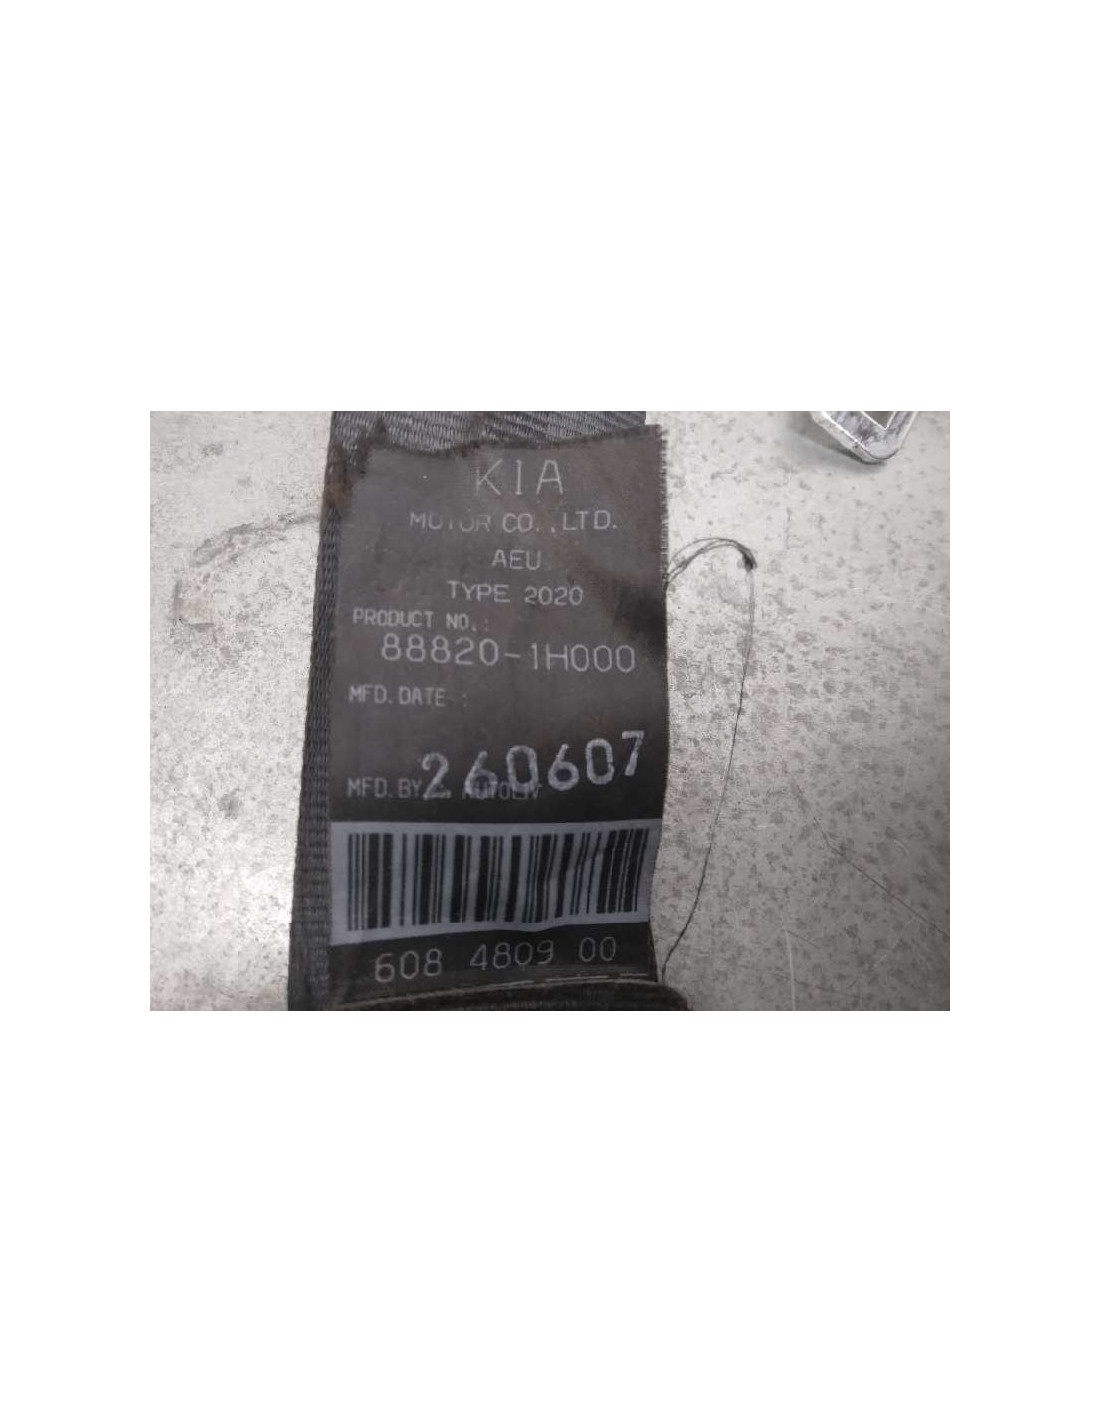 KIA
MOTOR CO.,LTD.
AEU
TYPE 2020
PRODUCT NO.:
88820-1H000
MFD. DATE :
260607
MFD. BY : AUTOLIV
608 4809 00